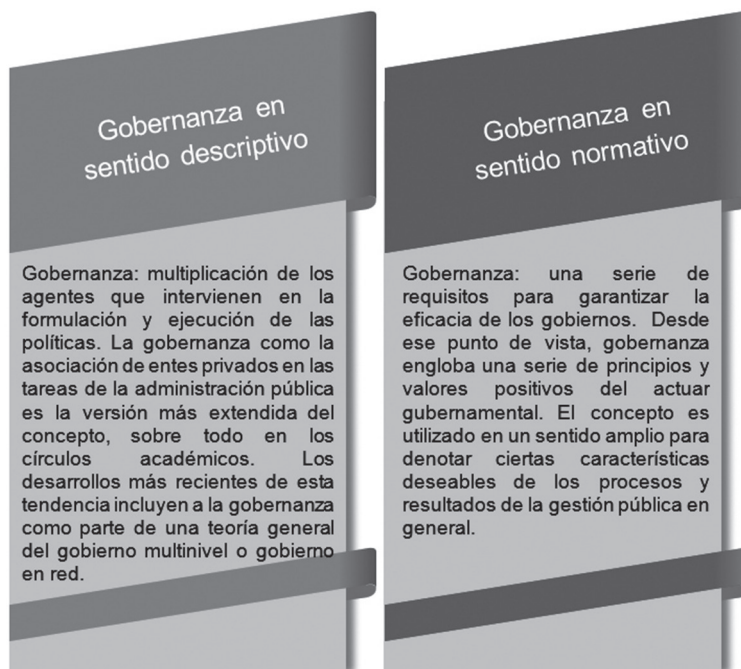 Gobernanza en
sentido descriptivo
Gobernanza: multiplicación de los
agentes que intervienen en la
formulación y ejecución de las
políticas. La gobernanza como la
asociación de entes privados en las
tareas de la administración pública
es la versión más extendida del
concepto, sobre todo en los
círculos académicos. Los
desarrollos más recientes de esta
tendencia incluyen a la gobernanza
como parte de una teoría general
del gobierno multinivel o gobierno
en red.
Gobernanza en
sentido normativo
Gobernanza: una serie de
requisitos para garantizar la
eficacia de los gobiernos. Desde
ese punto de vista, gobernanza
engloba una serie de principios y
valores positivos del actuar
gubernamental. El concepto es
utilizado en un sentido amplio para
denotar ciertas características
deseables de los procesos y
resultados de la gestión pública en
general.